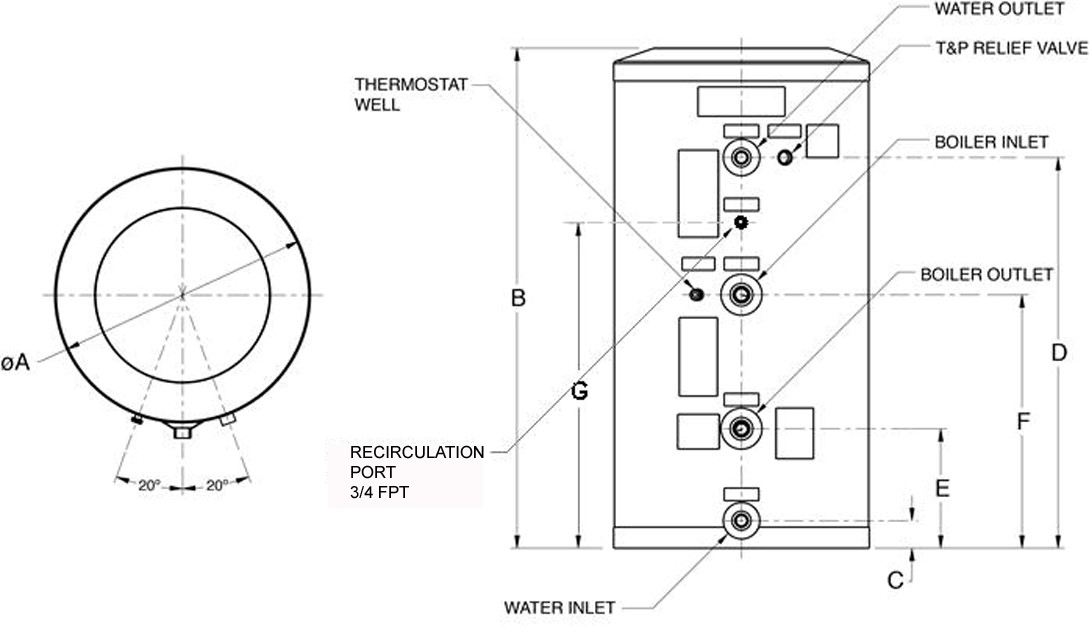 WATER OUTLET
T&P RELIEF VALVE
THERMOSTAT
WELL
BOILER INLET
BOILER OUTLET
B
D
øA
G
F
RECIRCULATION
PORT
3/4 FPT
20°
20°
E
C
WATER INLET